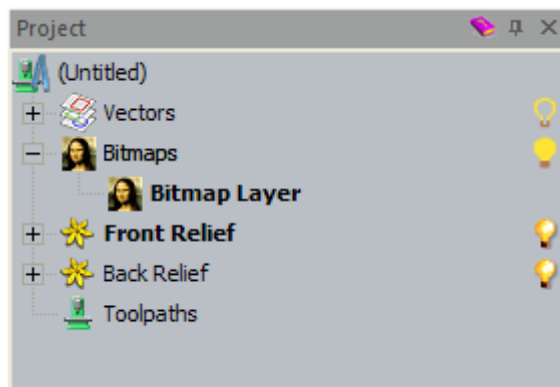 Project
(Untitled)
Vectors
Bitmaps
Bitmap Layer
Front Relief
Back Relief
Toolpaths